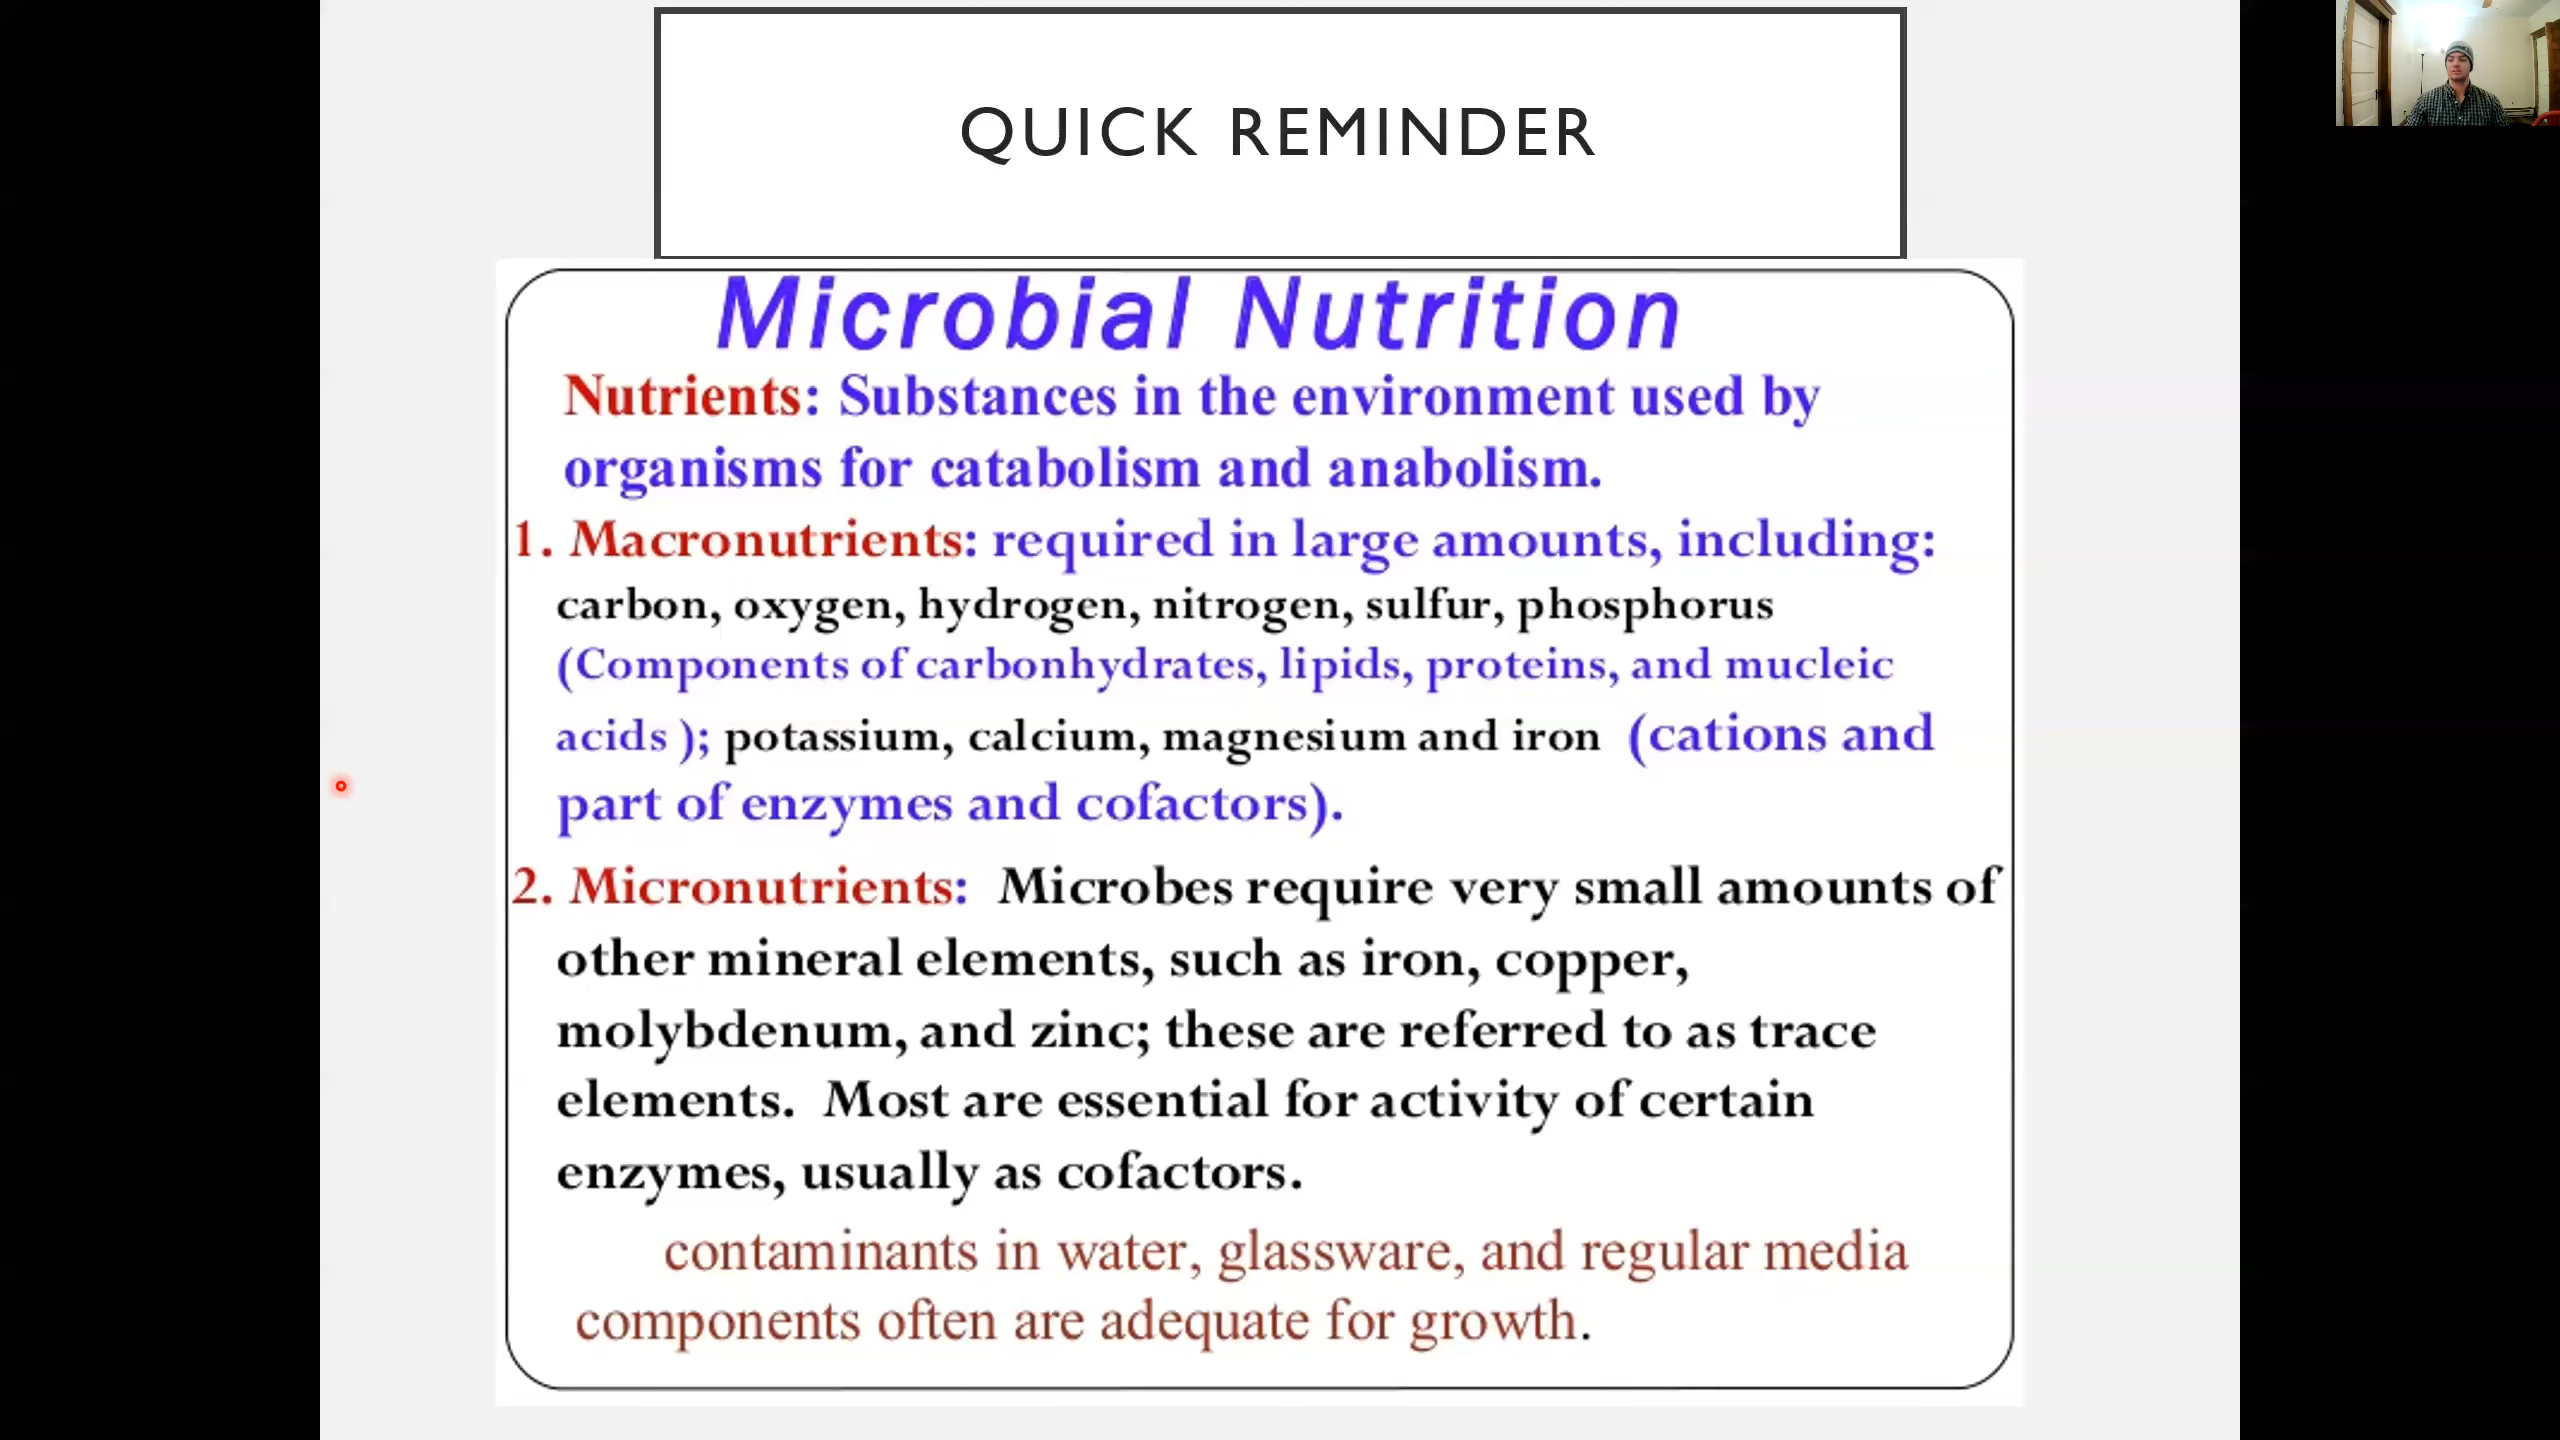 QUICK REMINDER
Microbial Nutrition
Nutrients: Substances in the environment used by
organisms for catabolism and anabolism.
1. Macronutrients: required in large amounts, including:
carbon, oxygen, hydrogen, nitrogen, sulfur, phosphorus
(Components of carbonhydrates, lipids, proteins, and mucleic
acids ); potassium, calcium, magnesium and iron (cations and
part of enzymes and cofactors).
2. Micronutrients: Microbes require very small amounts of
other mineral elements, such as iron, copper,
molybdenum, and zinc; these are referred to as trace
elements. Most are essential for activity of certain
enzymes, usually as cofactors.
contaminants in water, glassware, and regular media
components often are adequate for growth.